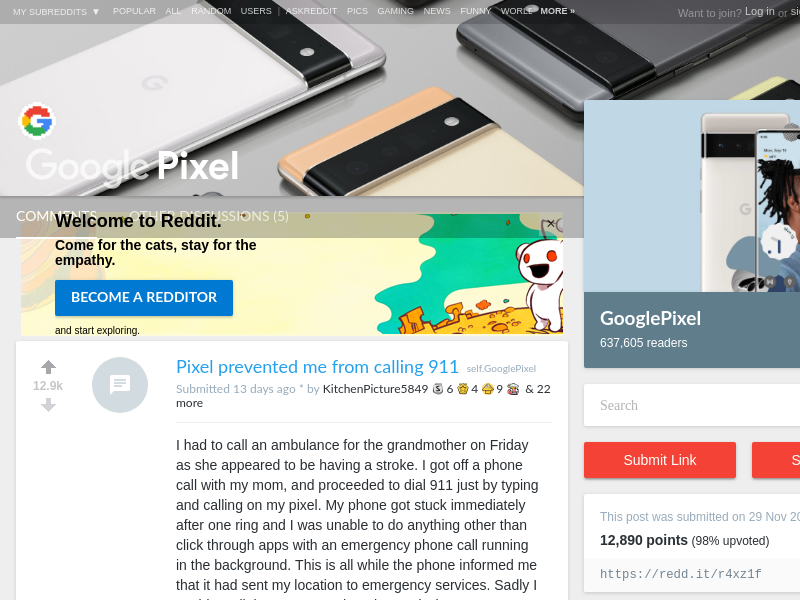 MY SUBREDDITS ▼ POPULAR ALL RANDOM USERS | ASKREDDIT PICS GAMING NEWS FUNNY WORLD MORE »
Want to join? Log in or
Google Pixel
COMMENTS OTHER DISCUSSIONS (5)
Welcome to Reddit.
Come for the cats, stay for the
empathy.
BECOME A REDDITOR
and start exploring.
12.9k
Pixel prevented me from calling 911 self.GooglePixel
Submitted 13 days ago * by KitchenPicture5849 6 4 9 & 22
more
I had to call an ambulance for the grandmother on Friday
as she appeared to be having a stroke. I got off a phone
call with my mom, and proceeded to dial 911 just by typing
and calling on my pixel. My phone got stuck immediately
after one ring and I was unable to do anything other than
click through apps with an emergency phone call running
in the background. This is all while the phone informed me
that it had sent my location to emergency services. Sadly I
GooglePixel
637,605 readers
Search
Submit Link
This post was submitted on 29 Nov
12,890 points (98% upvoted)
https://redd.it/r4xz1f